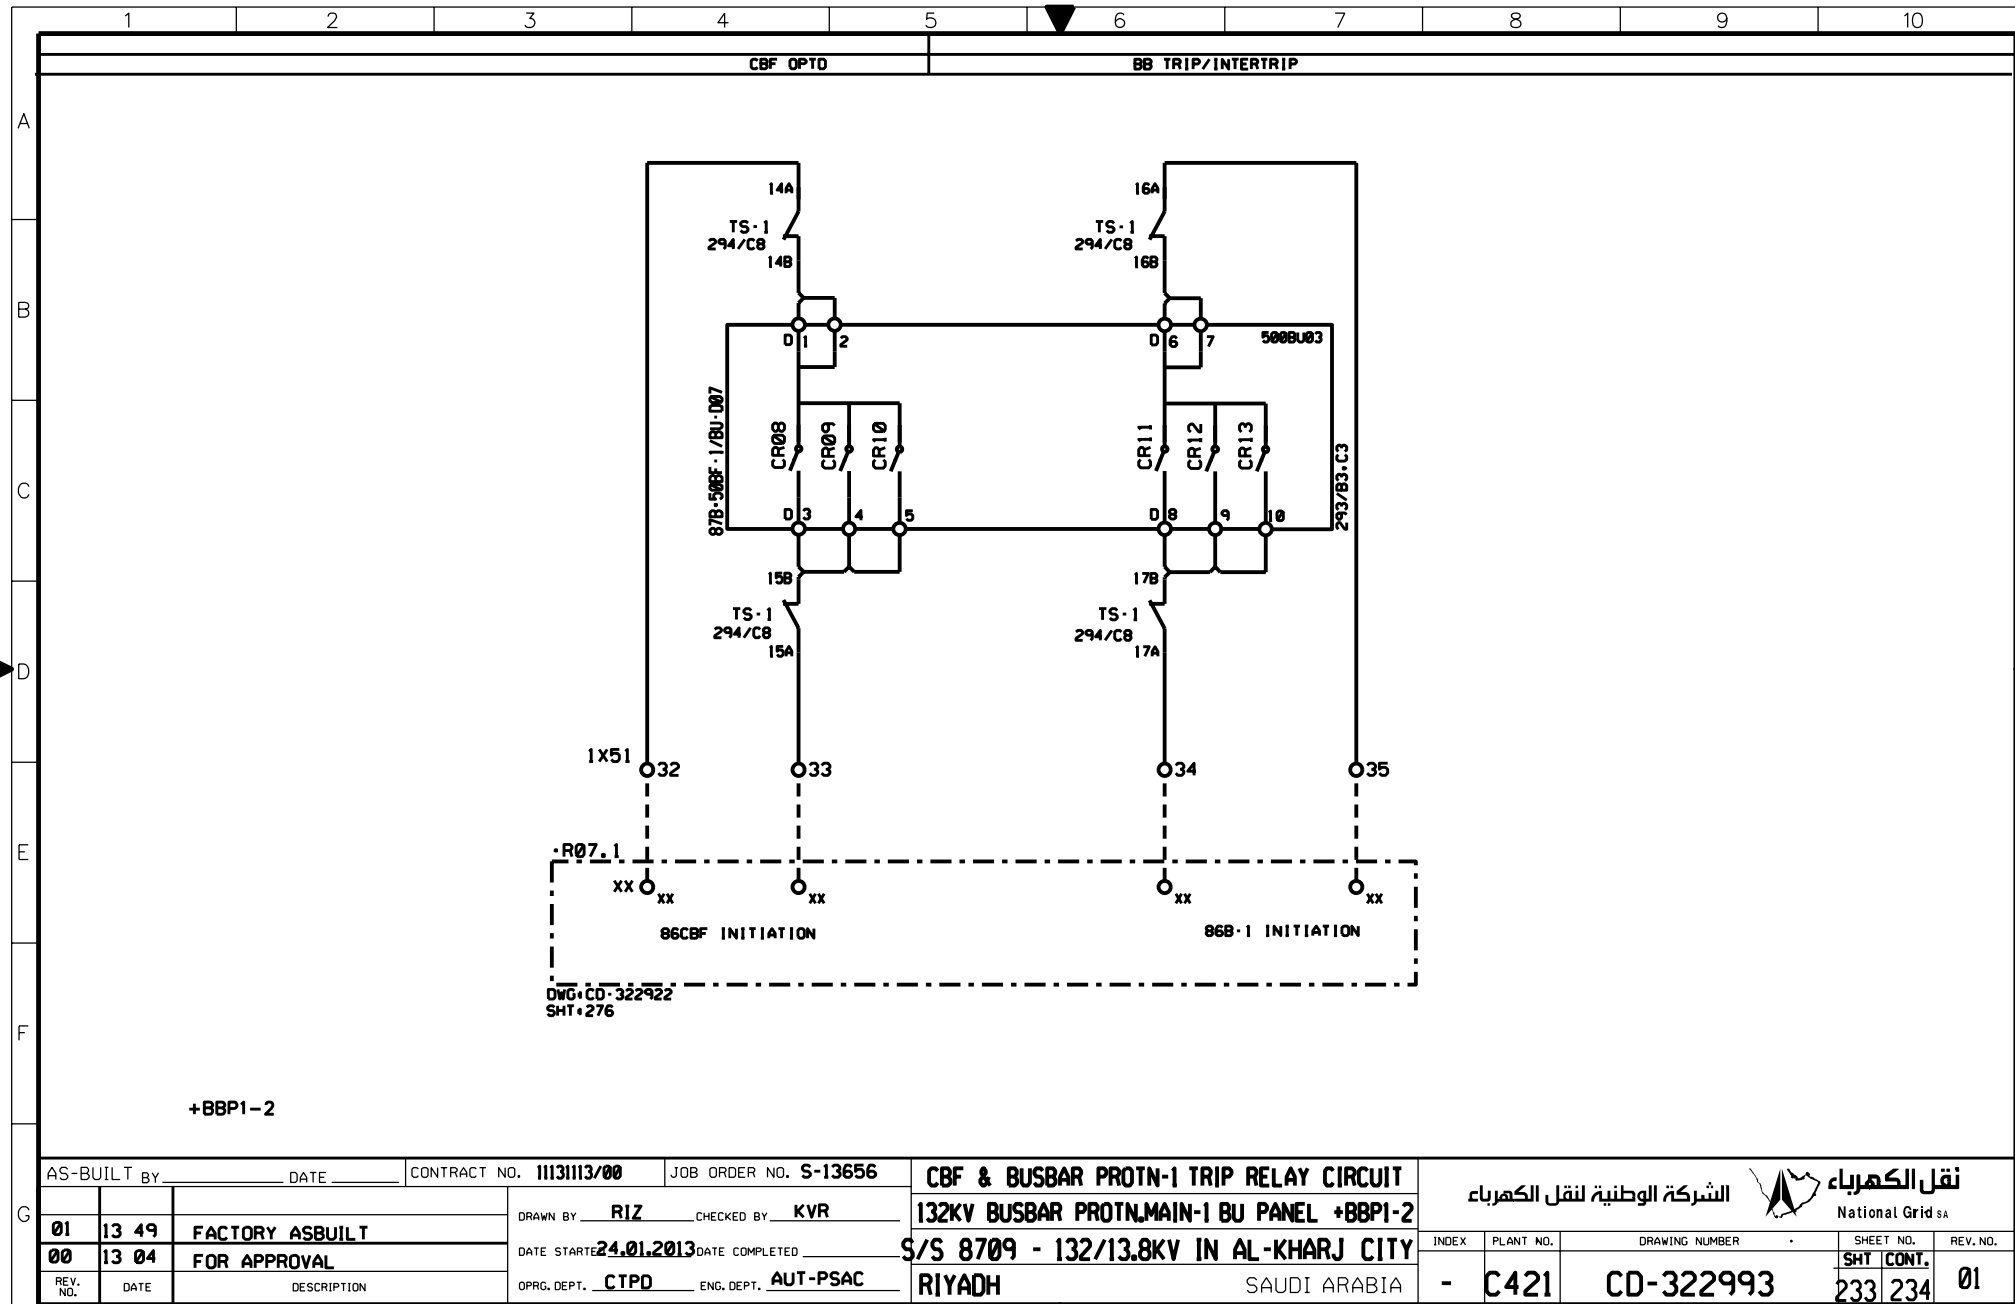 1 2 3 4 5 6 7 8 9 10
CBF OPTD BB TRIP/INTERTRIP
A
B
C
D
E
F
G
14A 16A
TS-1 TS-1
294/C8 294/C8
14B 16B
D 1 2 D 6 7 500BU03
87B-50BF-1/BU-D07
CR08 CR09 CR10 CR11 CR12 CR13
293/B3.C3
D 3 4 5 D 8 9 10
15B 17B
TS-1 TS-1
294/C8 294/C8
15A 17A
1X51 32 33 34 35
·R07.1
XX XX XX XX XX
86CBF INITIATION 86B-1 INITIATION
DWG:CD-322922
SHT:276
+BBP1-2
AS-BUILT BY DATE CONTRACT NO. 11131113/00 JOB ORDER NO. S-13656
01 13 49 FACTORY ASBUILT
00 13 04 FOR APPROVAL
REV. NO. DATE DESCRIPTION
DRAWN BY RIZ CHECKED BY KVR
DATE STARTE 24.01.2013 DATE COMPLETED
OPRG. DEPT. CTPD ENG. DEPT. AUT-PSAC
CBF & BUSBAR PROTN-1 TRIP RELAY CIRCUIT
132KV BUSBAR PROTN.MAIN-1 BU PANEL +BBP1-2
S/S 8709 - 132/13.8KV IN AL-KHARJ CITY
RIYADH SAUDI ARABIA
الشركة الوطنية لنقل الكهرباء
نقل الكهرباء
National Grid SA
INDEX PLANT NO. DRAWING NUMBER SHEET NO. REV. NO.
SHT CONT.
- C421 CD-322993 233 234 01